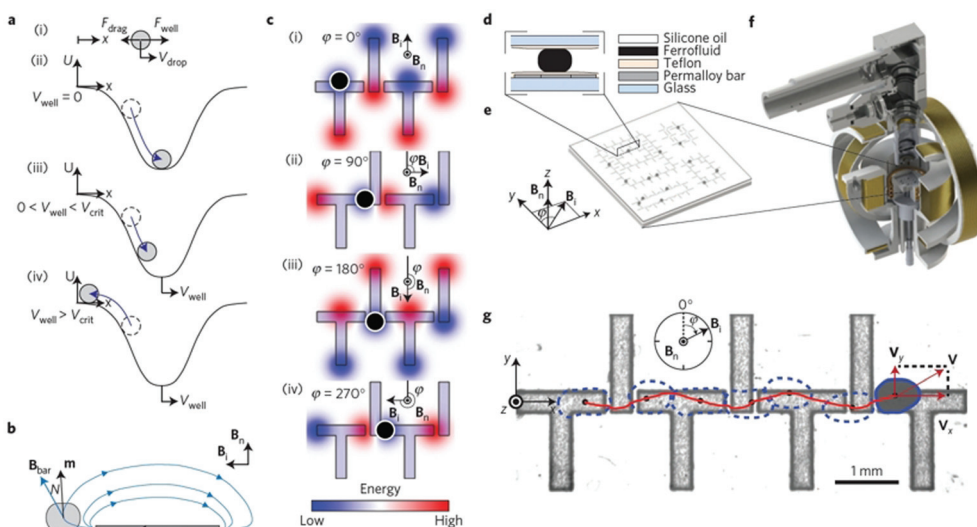 a
(i)
F_drag
F_well
x
V_drop
(ii)
U
V_well = 0
x
(iii)
U
0 < V_well < V_crit
x
V_well
(iv)
U
x
V_well > V_crit
V_well
b
B_bar
m
N
B_n
B_i
c
(i) φ = 0°
B_i
B_n
(ii) φ = 90°
φ
B_i
B_n
(iii) φ = 180°
φ
B_i
B_n
(iv) φ = 270°
φ
B_i
B_n
Energy
Low High
d
Silicone oil
Ferrofluid
Teflon
Permalloy bar
Glass
e
z
B_n
B_i
y
φ
x
f
g
0°
φ
B_i
B_n
y
z
x
V_y
V
V_x
1 mm